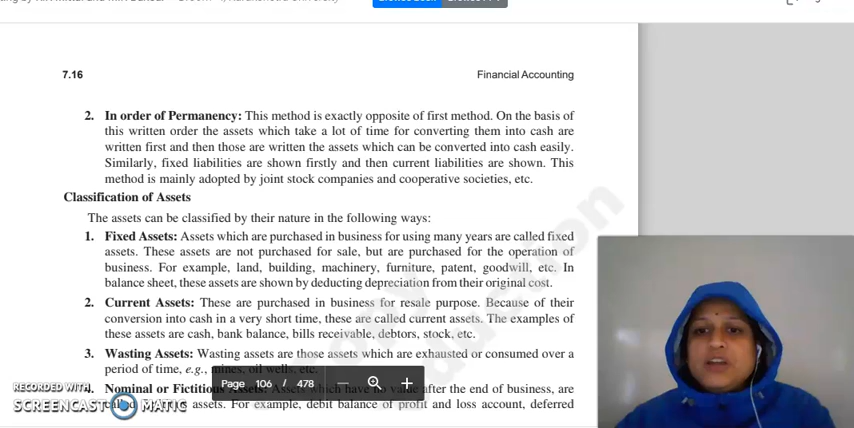 7.16
Financial Accounting
2. In order of Permanency: This method is exactly opposite of first method. On the basis of
this written order the assets which take a lot of time for converting them into cash are
written first and then those are written the assets which can be converted into cash easily.
Similarly, fixed liabilities are shown firstly and then current liabilities are shown. This
method is mainly adopted by joint stock companies and cooperative societies, etc.
Classification of Assets
The assets can be classified by their nature in the following ways:
1. Fixed Assets: Assets which are purchased in business for using many years are called fixed
assets. These assets are not purchased for sale, but are purchased for the operation of
business. For example, land, building, machinery, furniture, patent, goodwill, etc. In
balance sheet, these assets are shown by deducting depreciation from their original cost.
2. Current Assets: These are purchased in business for resale purpose. Because of their
conversion into cash in a very short time, these are called current assets. The examples of
these assets are cash, bank balance, bills receivable, debtors, stock, etc.
3. Wasting Assets: Wasting assets are those assets which are exhausted or consumed over a
period of time, e.g., mines, oil wells, etc.
Page 106 / 478
4. Nominal or Fictitious Assets: Assets which have no value after the end of business, are
assets. For example, debit balance of profit and loss account, deferred
RECORDED WITH
SCREENCAST MATIC